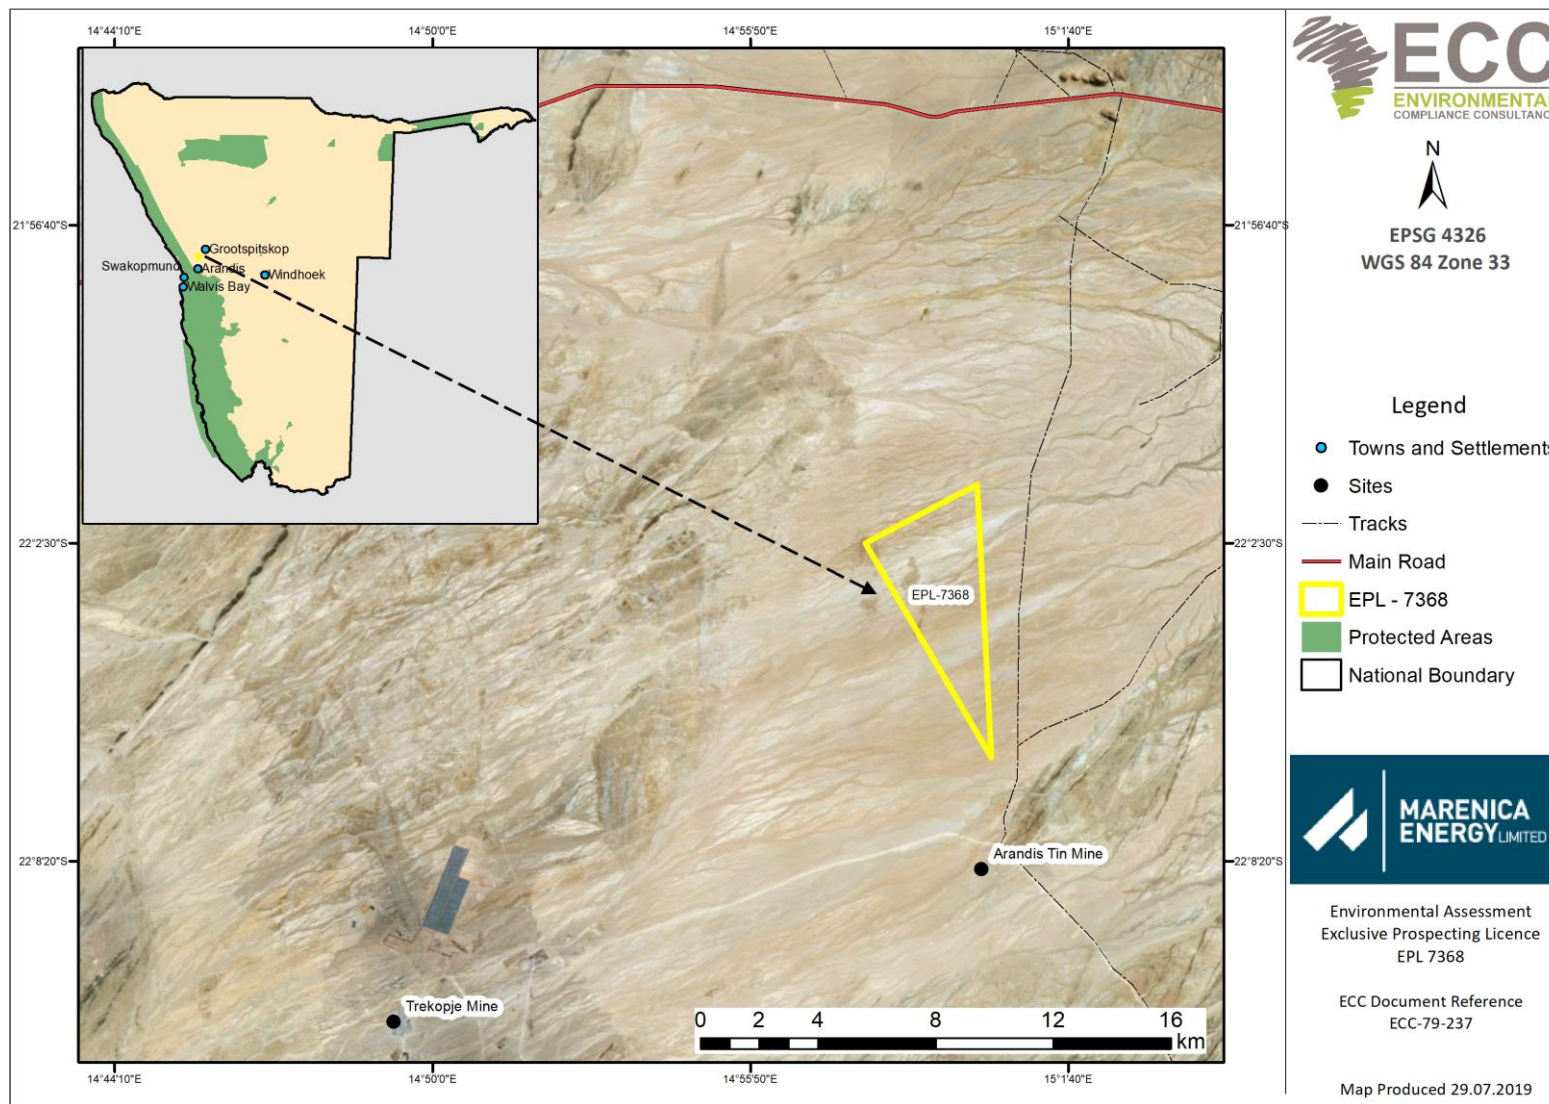 14°44'10"E
14°50'0"E
14°55'50"E
15°1'40"E
21°56'40"S
22°2'30"S
22°8'20"S
21°56'40"S
22°2'30"S
22°8'20"S
14°44'10"E
14°50'0"E
14°55'50"E
15°1'40"E
Grootspitskop
Swakopmund
Arandis
Windhoek
Walvis Bay
EPL-7368
Arandis Tin Mine
Trekopje Mine
0 2 4 8 12 16
km
ECC
ENVIRONMENTAL
COMPLIANCE CONSULTANC
N
EPSG 4326
WGS 84 Zone 33
Legend
Towns and Settlements
Sites
Tracks
Main Road
EPL - 7368
Protected Areas
National Boundary
MARENICA
ENERGY LIMITED
Environmental Assessment
Exclusive Prospecting Licence
EPL 7368
ECC Document Reference
ECC-79-237
Map Produced 29.07.2019